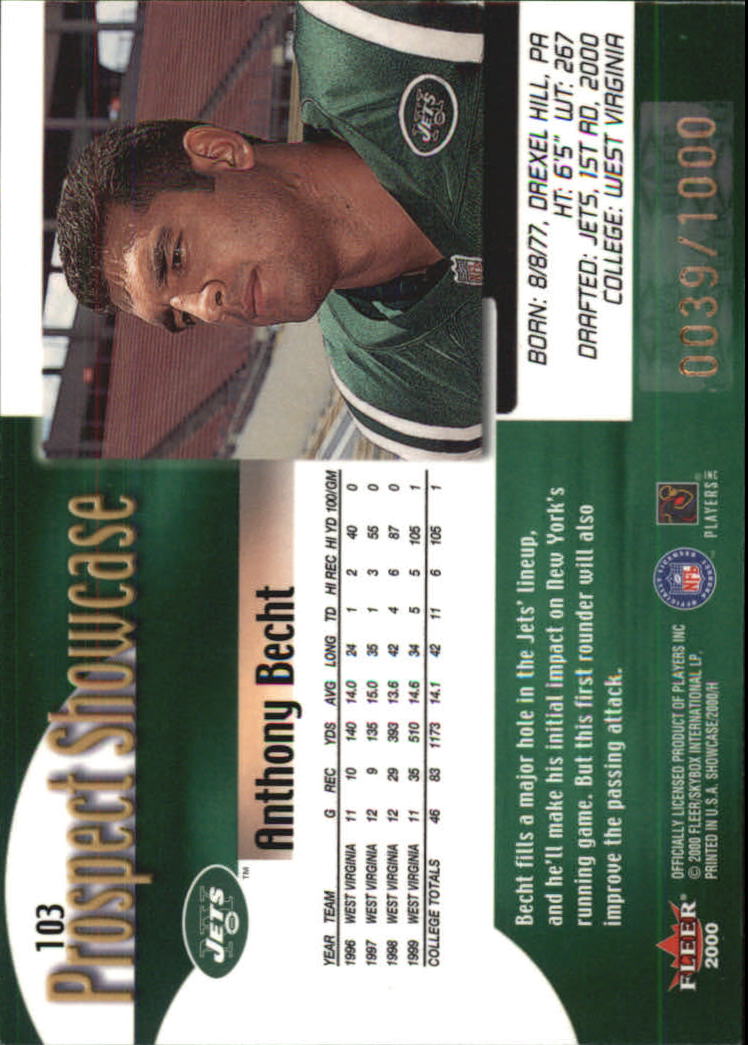 103
Prospect Showcase
JETS
TM
Anthony Becht
YEAR TEAM G REC YDS AVG LONG TD HI REC HI YD 100/GM
1996 WEST VIRGINIA 11 10 140 14.0 24 1 2 40 0
1997 WEST VIRGINIA 12 9 135 15.0 35 1 3 55 0
1998 WEST VIRGINIA 12 29 393 13.6 42 4 6 87 0
1999 WEST VIRGINIA 11 35 510 14.6 34 5 5 105 1
COLLEGE TOTALS 46 83 1173 14.1 42 11 6 105 1
JETS
NFL
BORN: 8/8/77, DREXEL HILL, PA
HT: 6'5" WT: 267
DRAFTED: JETS, 1ST RD, 2000
COLLEGE: WEST VIRGINIA
Becht fills a major hole in the Jets' lineup,
and he'll make his initial impact on New York's
running game. But this first rounder will also
improve the passing attack.
0039/1000
FLEER®
2000
OFFICIALLY LICENSED PRODUCT OF PLAYERS INC
© 2000 FLEER/SKYBOX INTERNATIONAL LP.
PRINTED IN U.S.A. SHOWCASE/2000/H
NFL
PLAYERS INC